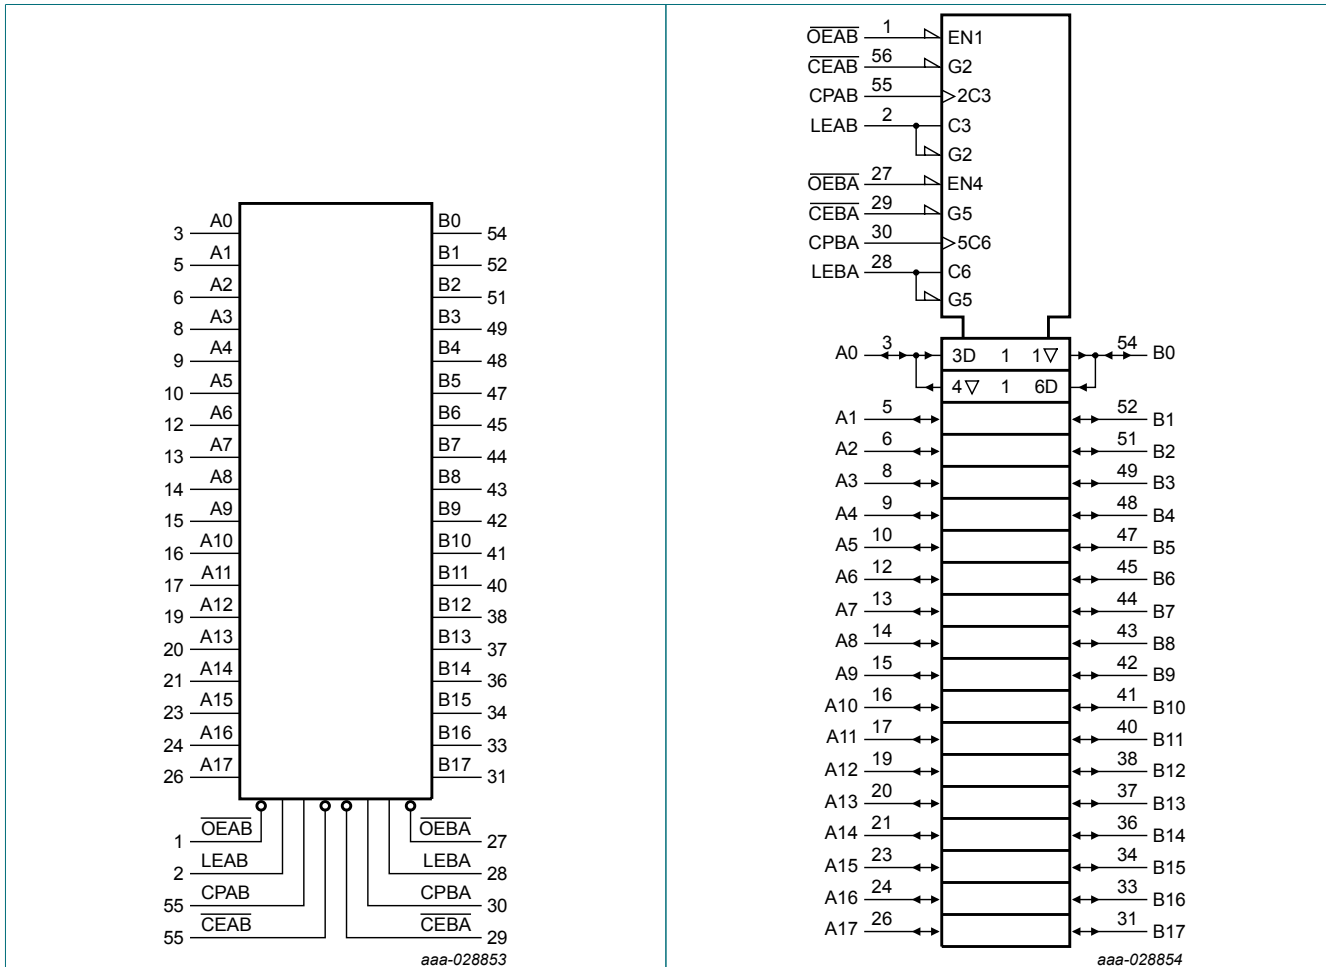 A0 B0
3 54
A1 B1
5 52
A2 B2
6 51
A3 B3
8 49
A4 B4
9 48
A5 B5
10 47
A6 B6
12 45
A7 B7
13 44
A8 B8
14 43
A9 B9
15 42
A10 B10
16 41
A11 B11
17 40
A12 B12
19 38
A13 B13
20 37
A14 B14
21 36
A15 B15
23 34
A16 B16
24 33
A17 B17
26 31
OEAB OEBA
1 27
LEAB LEBA
2 28
CPAB CPBA
55 30
CEAB CEBA
55 29
aaa-028853
OEAB 1 EN1
CEAB 56 G2
CPAB 55 2C3
LEAB 2 C3
G2
OEBA 27 EN4
CEBA 29 G5
CPBA 30 5C6
LEBA 28 C6
G5
A0 3 3D 1 1▽ 54 B0
4▽ 1 6D
A1 5 52 B1
A2 6 51 B2
A3 8 49 B3
A4 9 48 B4
A5 10 47 B5
A6 12 45 B6
A7 13 44 B7
A8 14 43 B8
A9 15 42 B9
A10 16 41 B10
A11 17 40 B11
A12 19 38 B12
A13 20 37 B13
A14 21 36 B14
A15 23 34 B15
A16 24 33 B16
A17 26 31 B17
aaa-028854